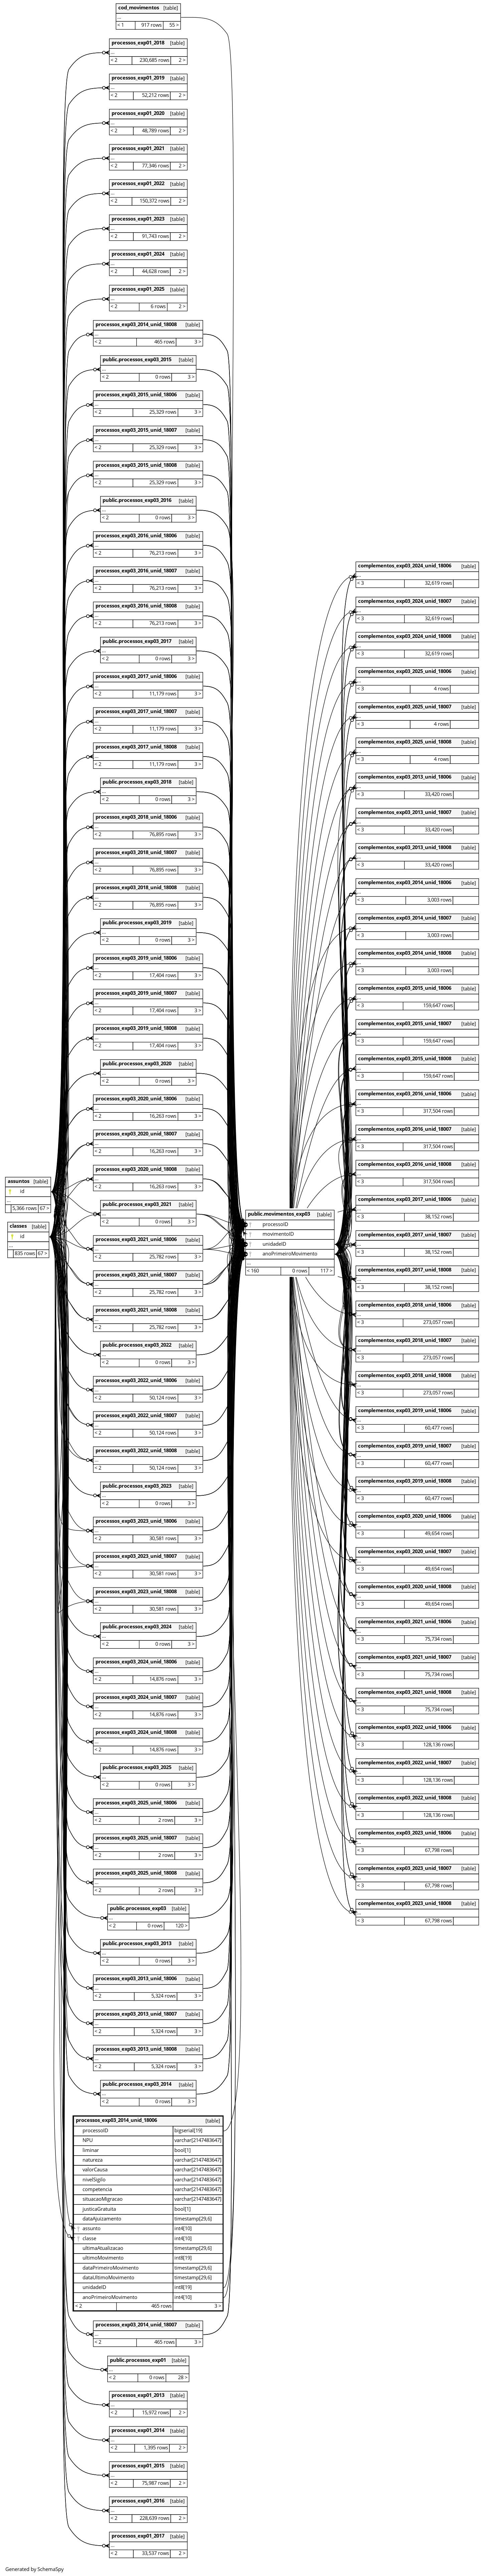 cod_movimentos [table]
...
< 1 917 rows 55 >
processos_exp01_2018 [table]
...
< 2 230,685 rows 2 >
processos_exp01_2019 [table]
...
< 2 52,212 rows 2 >
processos_exp01_2020 [table]
...
< 2 48,789 rows 2 >
processos_exp01_2021 [table]
...
< 2 77,346 rows 2 >
processos_exp01_2022 [table]
...
< 2 150,372 rows 2 >
processos_exp01_2023 [table]
...
< 2 91,743 rows 2 >
processos_exp01_2024 [table]
...
< 2 44,628 rows 2 >
processos_exp01_2025 [table]
...
< 2 6 rows 2 >
processos_exp03_2014_unid_18008 [table]
...
< 2 465 rows 3 >
public.processos_exp03_2015 [table]
...
< 2 0 rows 3 >
processos_exp03_2015_unid_18006 [table]
...
< 2 25,329 rows 3 >
processos_exp03_2015_unid_18007 [table]
...
< 2 25,329 rows 3 >
processos_exp03_2015_unid_18008 [table]
...
< 2 25,329 rows 3 >
public.processos_exp03_2016 [table]
...
< 2 0 rows 3 >
processos_exp03_2016_unid_18006 [table]
...
< 2 76,213 rows 3 >
processos_exp03_2016_unid_18007 [table]
...
< 2 76,213 rows 3 >
processos_exp03_2016_unid_18008 [table]
...
< 2 76,213 rows 3 >
public.processos_exp03_2017 [table]
...
< 2 0 rows 3 >
processos_exp03_2017_unid_18006 [table]
...
< 2 11,179 rows 3 >
processos_exp03_2017_unid_18007 [table]
...
< 2 11,179 rows 3 >
processos_exp03_2017_unid_18008 [table]
...
< 2 11,179 rows 3 >
public.processos_exp03_2018 [table]
...
< 2 0 rows 3 >
processos_exp03_2018_unid_18006 [table]
...
< 2 76,895 rows 3 >
processos_exp03_2018_unid_18007 [table]
...
< 2 76,895 rows 3 >
processos_exp03_2018_unid_18008 [table]
...
< 2 76,895 rows 3 >
public.processos_exp03_2019 [table]
...
< 2 0 rows 3 >
processos_exp03_2019_unid_18006 [table]
...
< 2 17,404 rows 3 >
processos_exp03_2019_unid_18007 [table]
...
< 2 17,404 rows 3 >
processos_exp03_2019_unid_18008 [table]
...
< 2 17,404 rows 3 >
public.processos_exp03_2020 [table]
...
< 2 0 rows 3 >
processos_exp03_2020_unid_18006 [table]
...
< 2 16,263 rows 3 >
processos_exp03_2020_unid_18007 [table]
...
< 2 16,263 rows 3 >
processos_exp03_2020_unid_18008 [table]
...
< 2 16,263 rows 3 >
public.processos_exp03_2021 [table]
...
< 2 0 rows 3 >
processos_exp03_2021_unid_18006 [table]
...
< 2 25,782 rows 3 >
processos_exp03_2021_unid_18007 [table]
...
< 2 25,782 rows 3 >
processos_exp03_2021_unid_18008 [table]
...
< 2 25,782 rows 3 >
public.processos_exp03_2022 [table]
...
< 2 0 rows 3 >
processos_exp03_2022_unid_18006 [table]
...
< 2 50,124 rows 3 >
processos_exp03_2022_unid_18007 [table]
...
< 2 50,124 rows 3 >
processos_exp03_2022_unid_18008 [table]
...
< 2 50,124 rows 3 >
public.processos_exp03_2023 [table]
...
< 2 0 rows 3 >
processos_exp03_2023_unid_18006 [table]
...
< 2 30,581 rows 3 >
processos_exp03_2023_unid_18007 [table]
...
< 2 30,581 rows 3 >
processos_exp03_2023_unid_18008 [table]
...
< 2 30,581 rows 3 >
public.processos_exp03_2024 [table]
...
< 2 0 rows 3 >
processos_exp03_2024_unid_18006 [table]
...
< 2 14,876 rows 3 >
processos_exp03_2024_unid_18007 [table]
...
< 2 14,876 rows 3 >
processos_exp03_2024_unid_18008 [table]
...
< 2 14,876 rows 3 >
public.processos_exp03_2025 [table]
...
< 2 0 rows 3 >
processos_exp03_2025_unid_18006 [table]
...
< 2 2 rows 3 >
processos_exp03_2025_unid_18007 [table]
...
< 2 2 rows 3 >
processos_exp03_2025_unid_18008 [table]
...
< 2 2 rows 3 >
public.processos_exp03 [table]
...
< 2 0 rows 120 >
public.processos_exp03_2013 [table]
...
< 2 0 rows 3 >
processos_exp03_2013_unid_18006 [table]
...
< 2 5,324 rows 3 >
processos_exp03_2013_unid_18007 [table]
...
< 2 5,324 rows 3 >
processos_exp03_2013_unid_18008 [table]
...
< 2 5,324 rows 3 >
public.processos_exp03_2014 [table]
...
< 2 0 rows 3 >
processos_exp03_2014_unid_18006 [table]
processoID bigserial[19]
NPU varchar[2147483647]
liminar bool[1]
natureza varchar[2147483647]
valorCausa varchar[2147483647]
nivelSigilo varchar[2147483647]
competencia varchar[2147483647]
situacaoMigracao varchar[2147483647]
justicaGratuita bool[1]
dataAjuizamento timestamp[29,6]
assunto int4[10]
classe int4[10]
ultimaAtualizacao timestamp[29,6]
ultimoMovimento int8[19]
dataPrimeiroMovimento timestamp[29,6]
dataUltimoMovimento timestamp[29,6]
unidadeID int8[19]
anoPrimeiroMovimento int4[10]
< 2 465 rows 3 >
processos_exp03_2014_unid_18007 [table]
...
< 2 465 rows 3 >
public.processos_exp01 [table]
...
< 2 0 rows 28 >
processos_exp01_2013 [table]
...
< 2 15,972 rows 2 >
processos_exp01_2014 [table]
...
< 2 1,395 rows 2 >
processos_exp01_2015 [table]
...
< 2 75,987 rows 2 >
processos_exp01_2016 [table]
...
< 2 228,639 rows 2 >
processos_exp01_2017 [table]
...
< 2 33,537 rows 2 >
assuntos [table]
id
...
5,366 rows 67 >
classes [table]
id
...
835 rows 67 >
public.movimentos_exp03 [table]
processoID
movimentoID
unidadeID
anoPrimeiroMovimento
...
< 160 0 rows 117 >
complementos_exp03_2024_unid_18006 [table]
...
< 3 32,619 rows
complementos_exp03_2024_unid_18007 [table]
...
< 3 32,619 rows
complementos_exp03_2024_unid_18008 [table]
...
< 3 32,619 rows
complementos_exp03_2025_unid_18006 [table]
...
< 3 4 rows
complementos_exp03_2025_unid_18007 [table]
...
< 3 4 rows
complementos_exp03_2025_unid_18008 [table]
...
< 3 4 rows
complementos_exp03_2013_unid_18006 [table]
...
< 3 33,420 rows
complementos_exp03_2013_unid_18007 [table]
...
< 3 33,420 rows
complementos_exp03_2013_unid_18008 [table]
...
< 3 33,420 rows
complementos_exp03_2014_unid_18006 [table]
...
< 3 3,003 rows
complementos_exp03_2014_unid_18007 [table]
...
< 3 3,003 rows
complementos_exp03_2014_unid_18008 [table]
...
< 3 3,003 rows
complementos_exp03_2015_unid_18006 [table]
...
< 3 159,647 rows
complementos_exp03_2015_unid_18007 [table]
...
< 3 159,647 rows
complementos_exp03_2015_unid_18008 [table]
...
< 3 159,647 rows
complementos_exp03_2016_unid_18006 [table]
...
< 3 317,504 rows
complementos_exp03_2016_unid_18007 [table]
...
< 3 317,504 rows
complementos_exp03_2016_unid_18008 [table]
...
< 3 317,504 rows
complementos_exp03_2017_unid_18006 [table]
...
< 3 38,152 rows
complementos_exp03_2017_unid_18007 [table]
...
< 3 38,152 rows
complementos_exp03_2017_unid_18008 [table]
...
< 3 38,152 rows
complementos_exp03_2018_unid_18006 [table]
...
< 3 273,057 rows
complementos_exp03_2018_unid_18007 [table]
...
< 3 273,057 rows
complementos_exp03_2018_unid_18008 [table]
...
< 3 273,057 rows
complementos_exp03_2019_unid_18006 [table]
...
< 3 60,477 rows
complementos_exp03_2019_unid_18007 [table]
...
< 3 60,477 rows
complementos_exp03_2019_unid_18008 [table]
...
< 3 60,477 rows
complementos_exp03_2020_unid_18006 [table]
...
< 3 49,654 rows
complementos_exp03_2020_unid_18007 [table]
...
< 3 49,654 rows
complementos_exp03_2020_unid_18008 [table]
...
< 3 49,654 rows
complementos_exp03_2021_unid_18006 [table]
...
< 3 75,734 rows
complementos_exp03_2021_unid_18007 [table]
...
< 3 75,734 rows
complementos_exp03_2021_unid_18008 [table]
...
< 3 75,734 rows
complementos_exp03_2022_unid_18006 [table]
...
< 3 128,136 rows
complementos_exp03_2022_unid_18007 [table]
...
< 3 128,136 rows
complementos_exp03_2022_unid_18008 [table]
...
< 3 128,136 rows
complementos_exp03_2023_unid_18006 [table]
...
< 3 67,798 rows
complementos_exp03_2023_unid_18007 [table]
...
< 3 67,798 rows
complementos_exp03_2023_unid_18008 [table]
...
< 3 67,798 rows
Generated by SchemaSpy